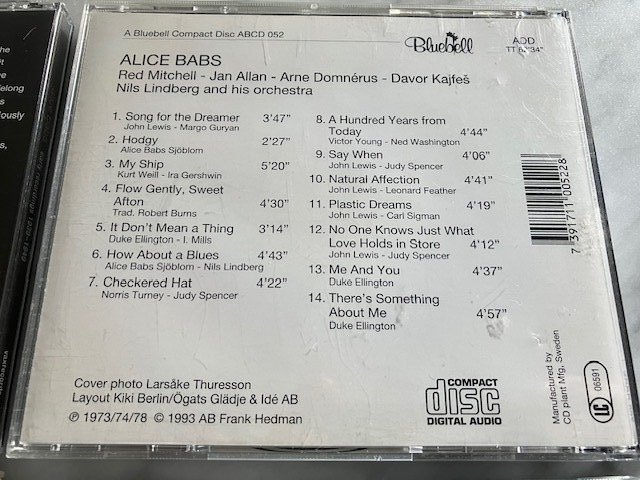 A Bluebell Compact Disc ABCD 052
Bluebell
ADD
ALICE BABS
Red Mitchell - Jan Allan - Arne Domnérus - Davor Kajfeš
Nils Lindberg and his orchestra
1. Song for the Dreamer 3'47"
John Lewis - Margo Guryan
2. Hodgy 2'27"
Alice Babs Sjöblom
3. My Ship 5'20"
Kurt Weill - Ira Gershwin
4. Flow Gently, Sweet
Afton 4'30"
Trad. Robert Burns
5. It Don't Mean a Thing 3'14"
Duke Ellington - I. Mills
6. How About a Blues 4'43"
Alice Babs Sjöblom - Nils Lindberg
7. Checkered Hat 4'22"
Norris Turney - Judy Spencer
8. A Hundred Years from
Today 4'44"
Victor Young - Ned Washington
9. Say When 4'06"
John Lewis - Judy Spencer
10. Natural Affection 4'41"
John Lewis - Leonard Feather
11. Plastic Dreams 4'19"
John Lewis - Carl Sigman
12. No One Knows Just What
Love Holds in Store 4'12"
John Lewis - Judy Spencer
13. Me And You 4'37"
Duke Ellington
14. There's Something
About Me 4'57"
Duke Ellington
7 391711 005228
Cover photo Larsåke Thuresson
Layout Kiki Berlin/Ögats Glädje & Idé AB
℗ 1973/74/78 © 1993 AB Frank Hedman
COMPACT
disc
DIGITAL AUDIO
Manufactured by
CD plant Mfg, Sweden
LC
06591